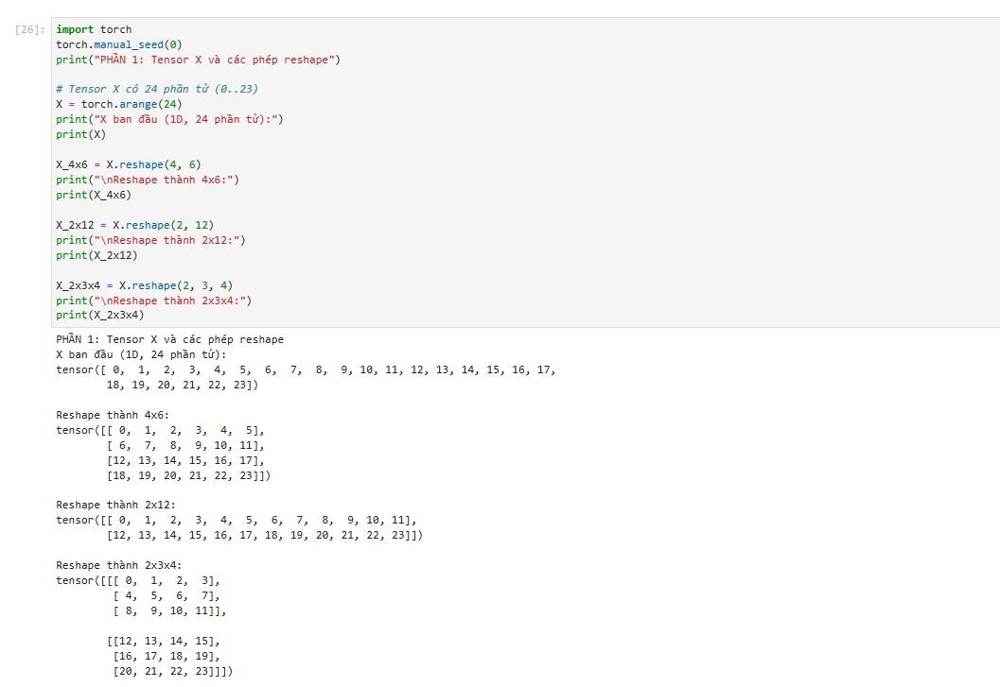 [26]:
import torch
torch.manual_seed(0)
print("PHẦN 1: Tensor X và các phép reshape")
# Tensor X có 24 phần tử (0..23)
X = torch.arange(24)
print("X ban đầu (1D, 24 phần tử):")
print(X)
X_4x6 = X.reshape(4, 6)
print("\nReshape thành 4x6:")
print(X_4x6)
X_2x12 = X.reshape(2, 12)
print("\nReshape thành 2x12:")
print(X_2x12)
X_2x3x4 = X.reshape(2, 3, 4)
print("\nReshape thành 2x3x4:")
print(X_2x3x4)
PHẦN 1: Tensor X và các phép reshape
X ban đầu (1D, 24 phần tử):
tensor([ 0,  1,  2,  3,  4,  5,  6,  7,  8,  9, 10, 11, 12, 13, 14, 15, 16, 17,
        18, 19, 20, 21, 22, 23])
Reshape thành 4x6:
tensor([[ 0,  1,  2,  3,  4,  5],
        [ 6,  7,  8,  9, 10, 11],
        [12, 13, 14, 15, 16, 17],
        [18, 19, 20, 21, 22, 23]])
Reshape thành 2x12:
tensor([[ 0,  1,  2,  3,  4,  5,  6,  7,  8,  9, 10, 11],
        [12, 13, 14, 15, 16, 17, 18, 19, 20, 21, 22, 23]])
Reshape thành 2x3x4:
tensor([[[ 0,  1,  2,  3],
         [ 4,  5,  6,  7],
         [ 8,  9, 10, 11]],
        [[12, 13, 14, 15],
         [16, 17, 18, 19],
         [20, 21, 22, 23]]])